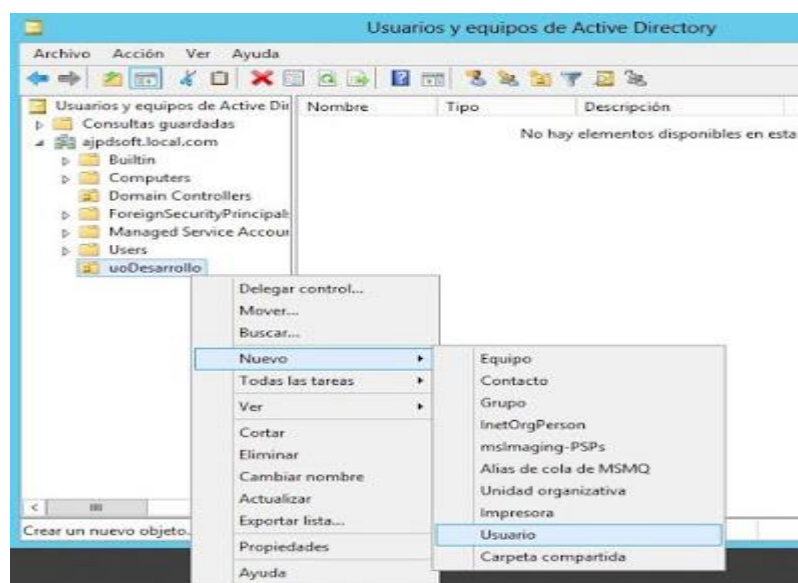 Usuarios y equipos de Active Directory
Archivo Acción Ver Ayuda
Usuarios y equipos de Active Dir
Nombre Tipo Descripción
Consultas guardadas
No hay elementos disponibles en esta
ajpdsoft.local.com
Builtin
Computers
Domain Controllers
ForeignSecurityPrincipals
Managed Service Accour
Users
uoDesarrollo
Delegar control...
Mover...
Buscar...
Nuevo
Todas las tareas
Ver
Cortar
Eliminar
Cambiar nombre
Actualizar
Exportar lista...
Propiedades
Ayuda
Equipo
Contacto
Grupo
InetOrgPerson
msImaging-PSPs
Alias de cola de MSMQ
Unidad organizativa
Impresora
Usuario
Carpeta compartida
Crear un nuevo objeto.